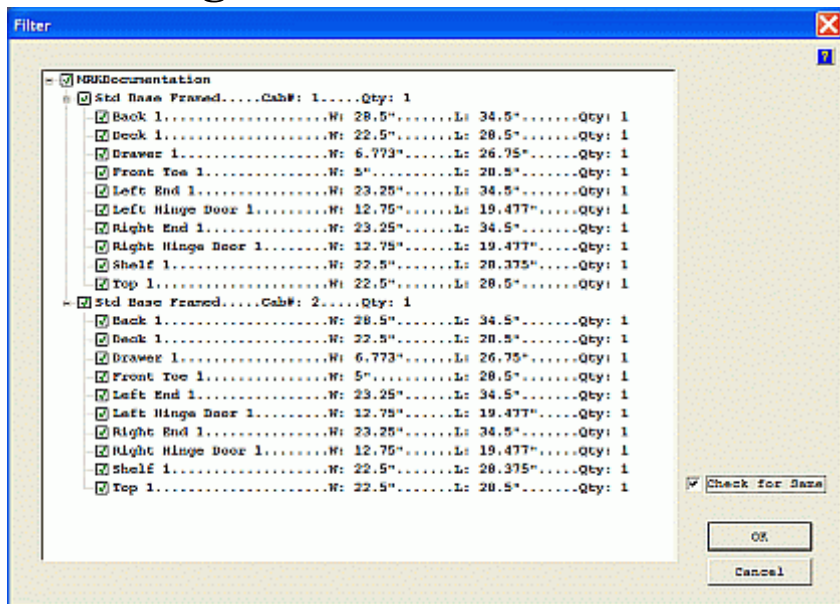 Filter
NRKDocumentation
Std Base Framed.....Cab#: 1.....Qty: 1
Back 1.....................W: 28.5".......L: 34.5".......Qty: 1
Deck 1.....................W: 22.5".......L: 28.5".......Qty: 1
Drawer 1...................W: 6.773"......L: 26.75"......Qty: 1
Front Toe 1................W: 5"..........L: 28.5".......Qty: 1
Left End 1.................W: 23.25"......L: 34.5".......Qty: 1
Left Hinge Door 1..........W: 12.75"......L: 19.477".....Qty: 1
Right End 1................W: 23.25"......L: 34.5".......Qty: 1
Right Hinge Door 1.........W: 12.75"......L: 19.477".....Qty: 1
Shelf 1....................W: 22.5".......L: 28.375".....Qty: 1
Top 1......................W: 22.5".......L: 28.5".......Qty: 1
Std Base Framed.....Cab#: 2.....Qty: 1
Back 1.....................W: 28.5".......L: 34.5".......Qty: 1
Deck 1.....................W: 22.5".......L: 28.5".......Qty: 1
Drawer 1...................W: 6.773"......L: 26.75"......Qty: 1
Front Toe 1................W: 5"..........L: 28.5".......Qty: 1
Left End 1.................W: 23.25"......L: 34.5".......Qty: 1
Left Hinge Door 1..........W: 12.75"......L: 19.477".....Qty: 1
Right End 1................W: 23.25"......L: 34.5".......Qty: 1
Right Hinge Door 1.........W: 12.75"......L: 19.477".....Qty: 1
Shelf 1....................W: 22.5".......L: 28.375".....Qty: 1
Top 1......................W: 22.5".......L: 28.5".......Qty: 1
Check for Same
OK
Cancel